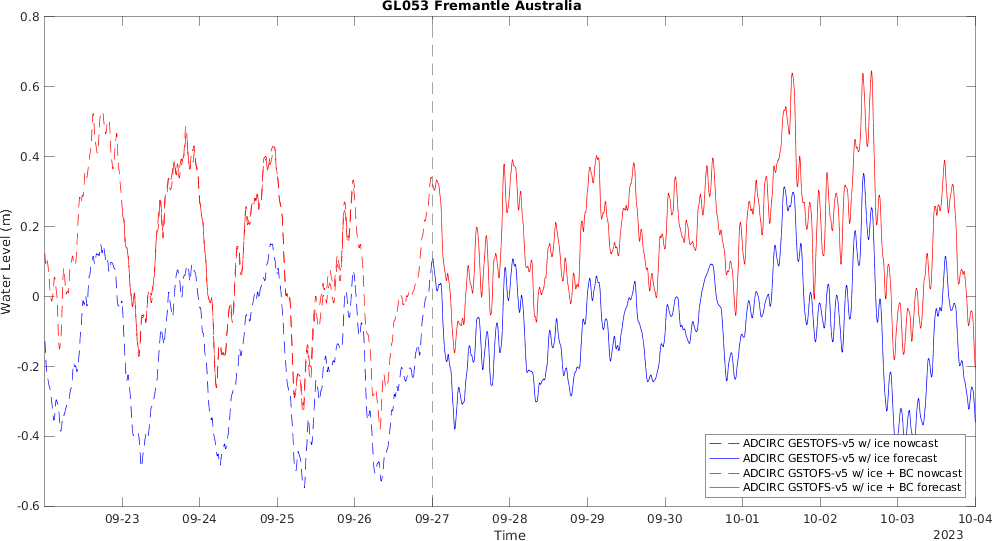 GL053 Fremantle Australia
0.8
0.6
0.4
0.2
0
-0.2
-0.4
-0.6
Water Level (m)
ADCIRC GESTOFS-v5 w/ ice nowcast
ADCIRC GESTOFS-v5 w/ ice forecast
ADCIRC GSTOFS-v5 w/ ice + BC nowcast
ADCIRC GSTOFS-v5 w/ ice + BC forecast
09-23 09-24 09-25 09-26 09-27 09-28 09-29 09-30 10-01 10-02 10-03 10-04
Time
2023